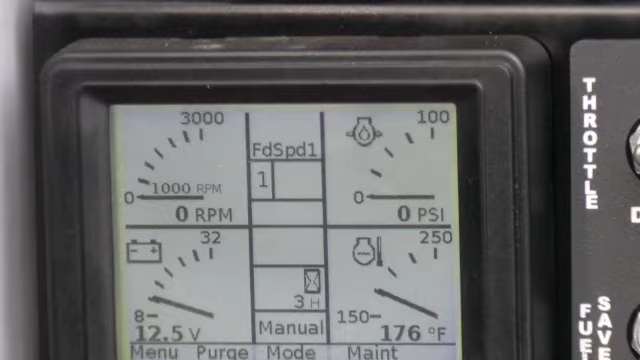 3000
1000 RPM
0
0 RPM
FdSpd1
1
100
0
0 PSI
32
8
12.5 V
3 H
Manual
250
150
176 °F
Menu Purge Mode Maint
THROTTLE
D
FUEL
SAVE